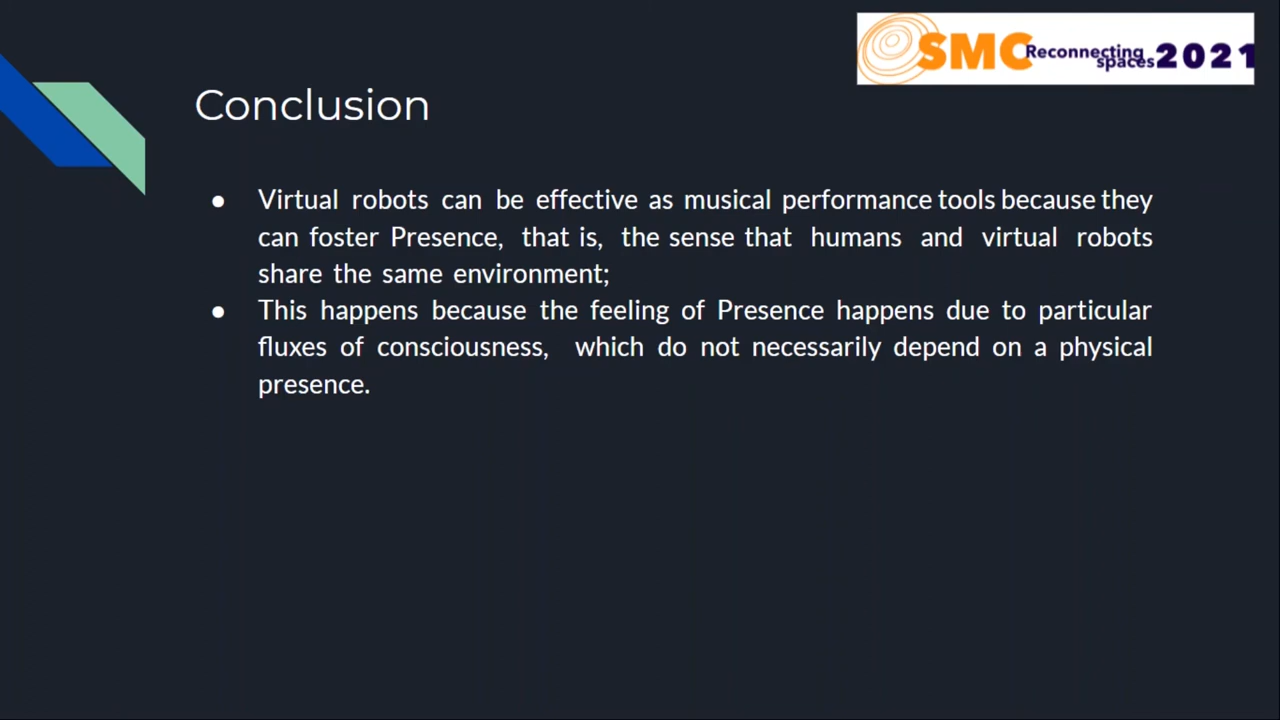 SMC Reconnecting spaces 2021
Conclusion
● Virtual robots can be effective as musical performance tools because they
can foster Presence, that is, the sense that humans and virtual robots
share the same environment;
● This happens because the feeling of Presence happens due to particular
fluxes of consciousness, which do not necessarily depend on a physical
presence.